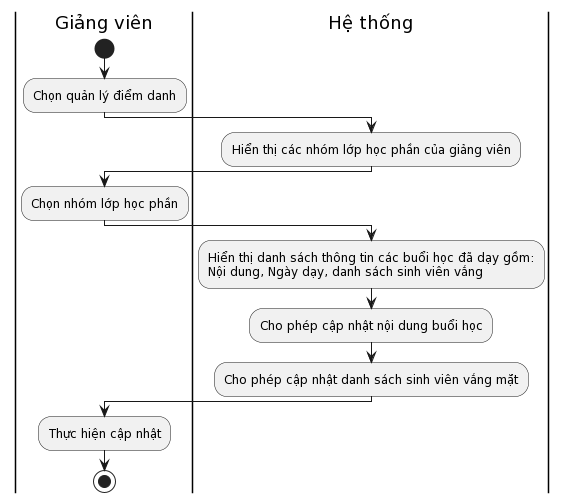 Giảng viên
Hệ thống
Chọn quản lý điểm danh
Hiển thị các nhóm lớp học phần của giảng viên
Chọn nhóm lớp học phần
Hiển thị danh sách thông tin các buổi học đã dạy gồm:
Nội dung, Ngày dạy, danh sách sinh viên vắng
Cho phép cập nhật nội dung buổi học
Cho phép cập nhật danh sách sinh viên vắng mặt
Thực hiện cập nhật